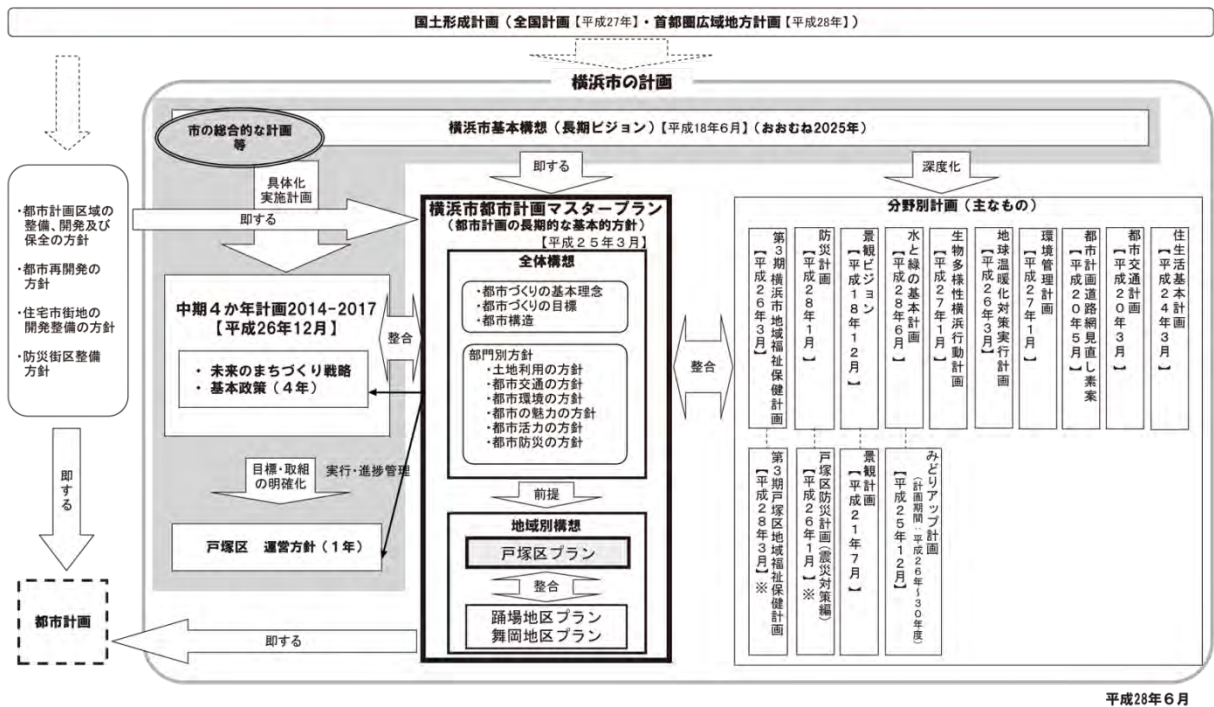 国土形成計画（全国計画【平成27年】・首都圏広域地方計画【平成28年】）
横浜市の計画
市の総合的な計画
等
横浜市基本構想（長期ビジョン）【平成18年6月】（おおむね2025年）
具体化
実施計画
即する
深度化
・都市計画区域の
整備、開発及び
保全の方針
・都市再開発の
方針
・住宅市街地の
開発整備の方針
・防災街区整備
方針
即する
即する
都市計画
中期４か年計画2014-2017
【平成26年12月】
・ 未来のまちづくり戦略
・ 基本政策（４年）
整合
目標・取組
の明確化
実行・進捗管理
戸塚区　運営方針（１年）
即する
横浜市都市計画マスタープラン
（都市計画の長期的な基本的方針）
【平成２５年３月】
全体構想
・都市づくりの基本理念
・都市づくりの目標
・都市構造
部門別方針
・土地利用の方針
・都市交通の方針
・都市環境の方針
・都市の魅力の方針
・都市活力の方針
・都市防災の方針
前提
地域別構想
戸塚区プラン
整合
踊場地区プラン
舞岡地区プラン
整合
分野別計画（主なもの）
第３期横浜市地域福祉保健計画
【平成26年３月】
防災計画
【平成28年１月】
景観ビジョン
【平成18年12月】
水と緑の基本計画
【平成28年６月】
生物多様性横浜行動計画
【平成27年１月】
地球温暖化対策実行計画
【平成26年３月】
環境管理計画
【平成27年１月】
都市計画道路網見直し素案
【平成20年５月】
都市交通計画
【平成20年３月】
住生活基本計画
【平成24年３月】
第３期戸塚区地域福祉保健計画
【平成28年３月】※
戸塚区防災計画（震災対策編）
【平成26年１月】※
景観計画
【平成21年７月】
みどりアップ計画
（計画期間：平成26年～30年度）
【平成25年12月】
平成28年６月